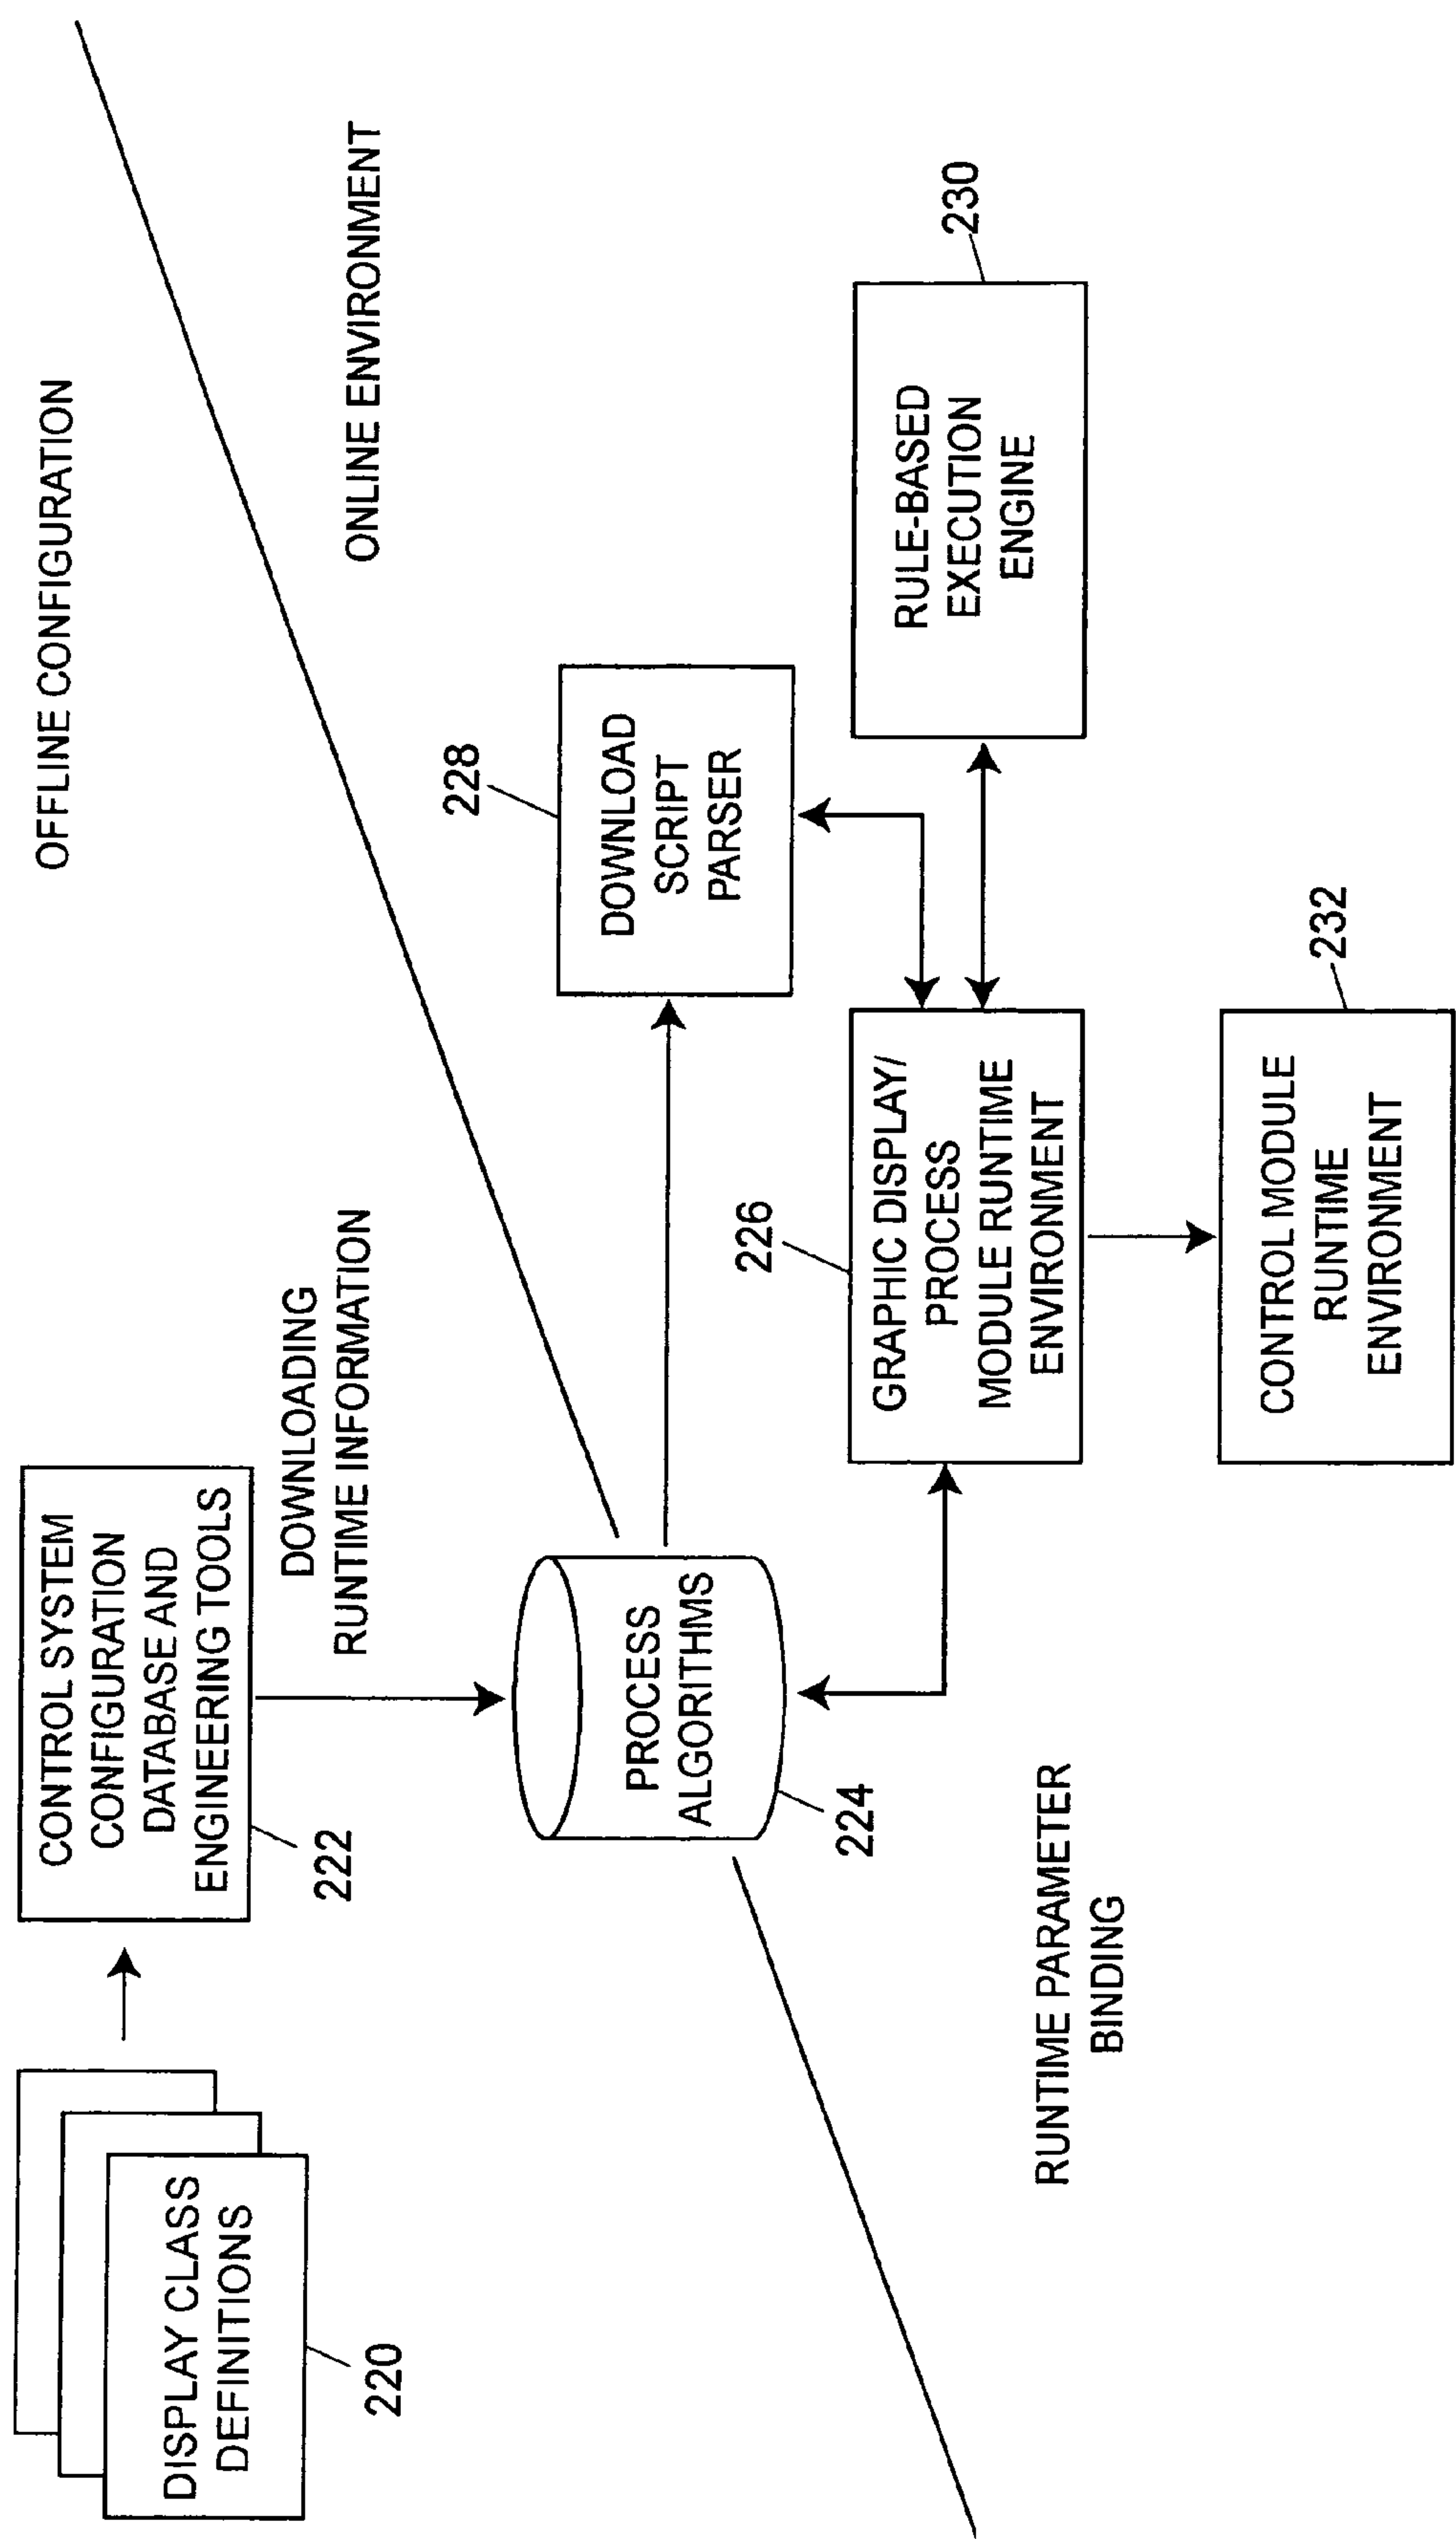 OFFLINE CONFIGURATION
CONTROL SYSTEM
CONFIGURATION
DATABASE AND
ENGINEERING TOOLS
222
DISPLAY CLASS
DEFINITIONS
220
DOWNLOADING
RUNTIME INFORMATION
ONLINE ENVIRONMENT
PROCESS
ALGORITHMS
224
228
DOWNLOAD
SCRIPT
PARSER
226
GRAPHIC DISPLAY/
PROCESS
MODULE RUNTIME
ENVIRONMENT
230
RULE-BASED
EXECUTION
ENGINE
RUNTIME PARAMETER
BINDING
232
CONTROL MODULE
RUNTIME
ENVIRONMENT